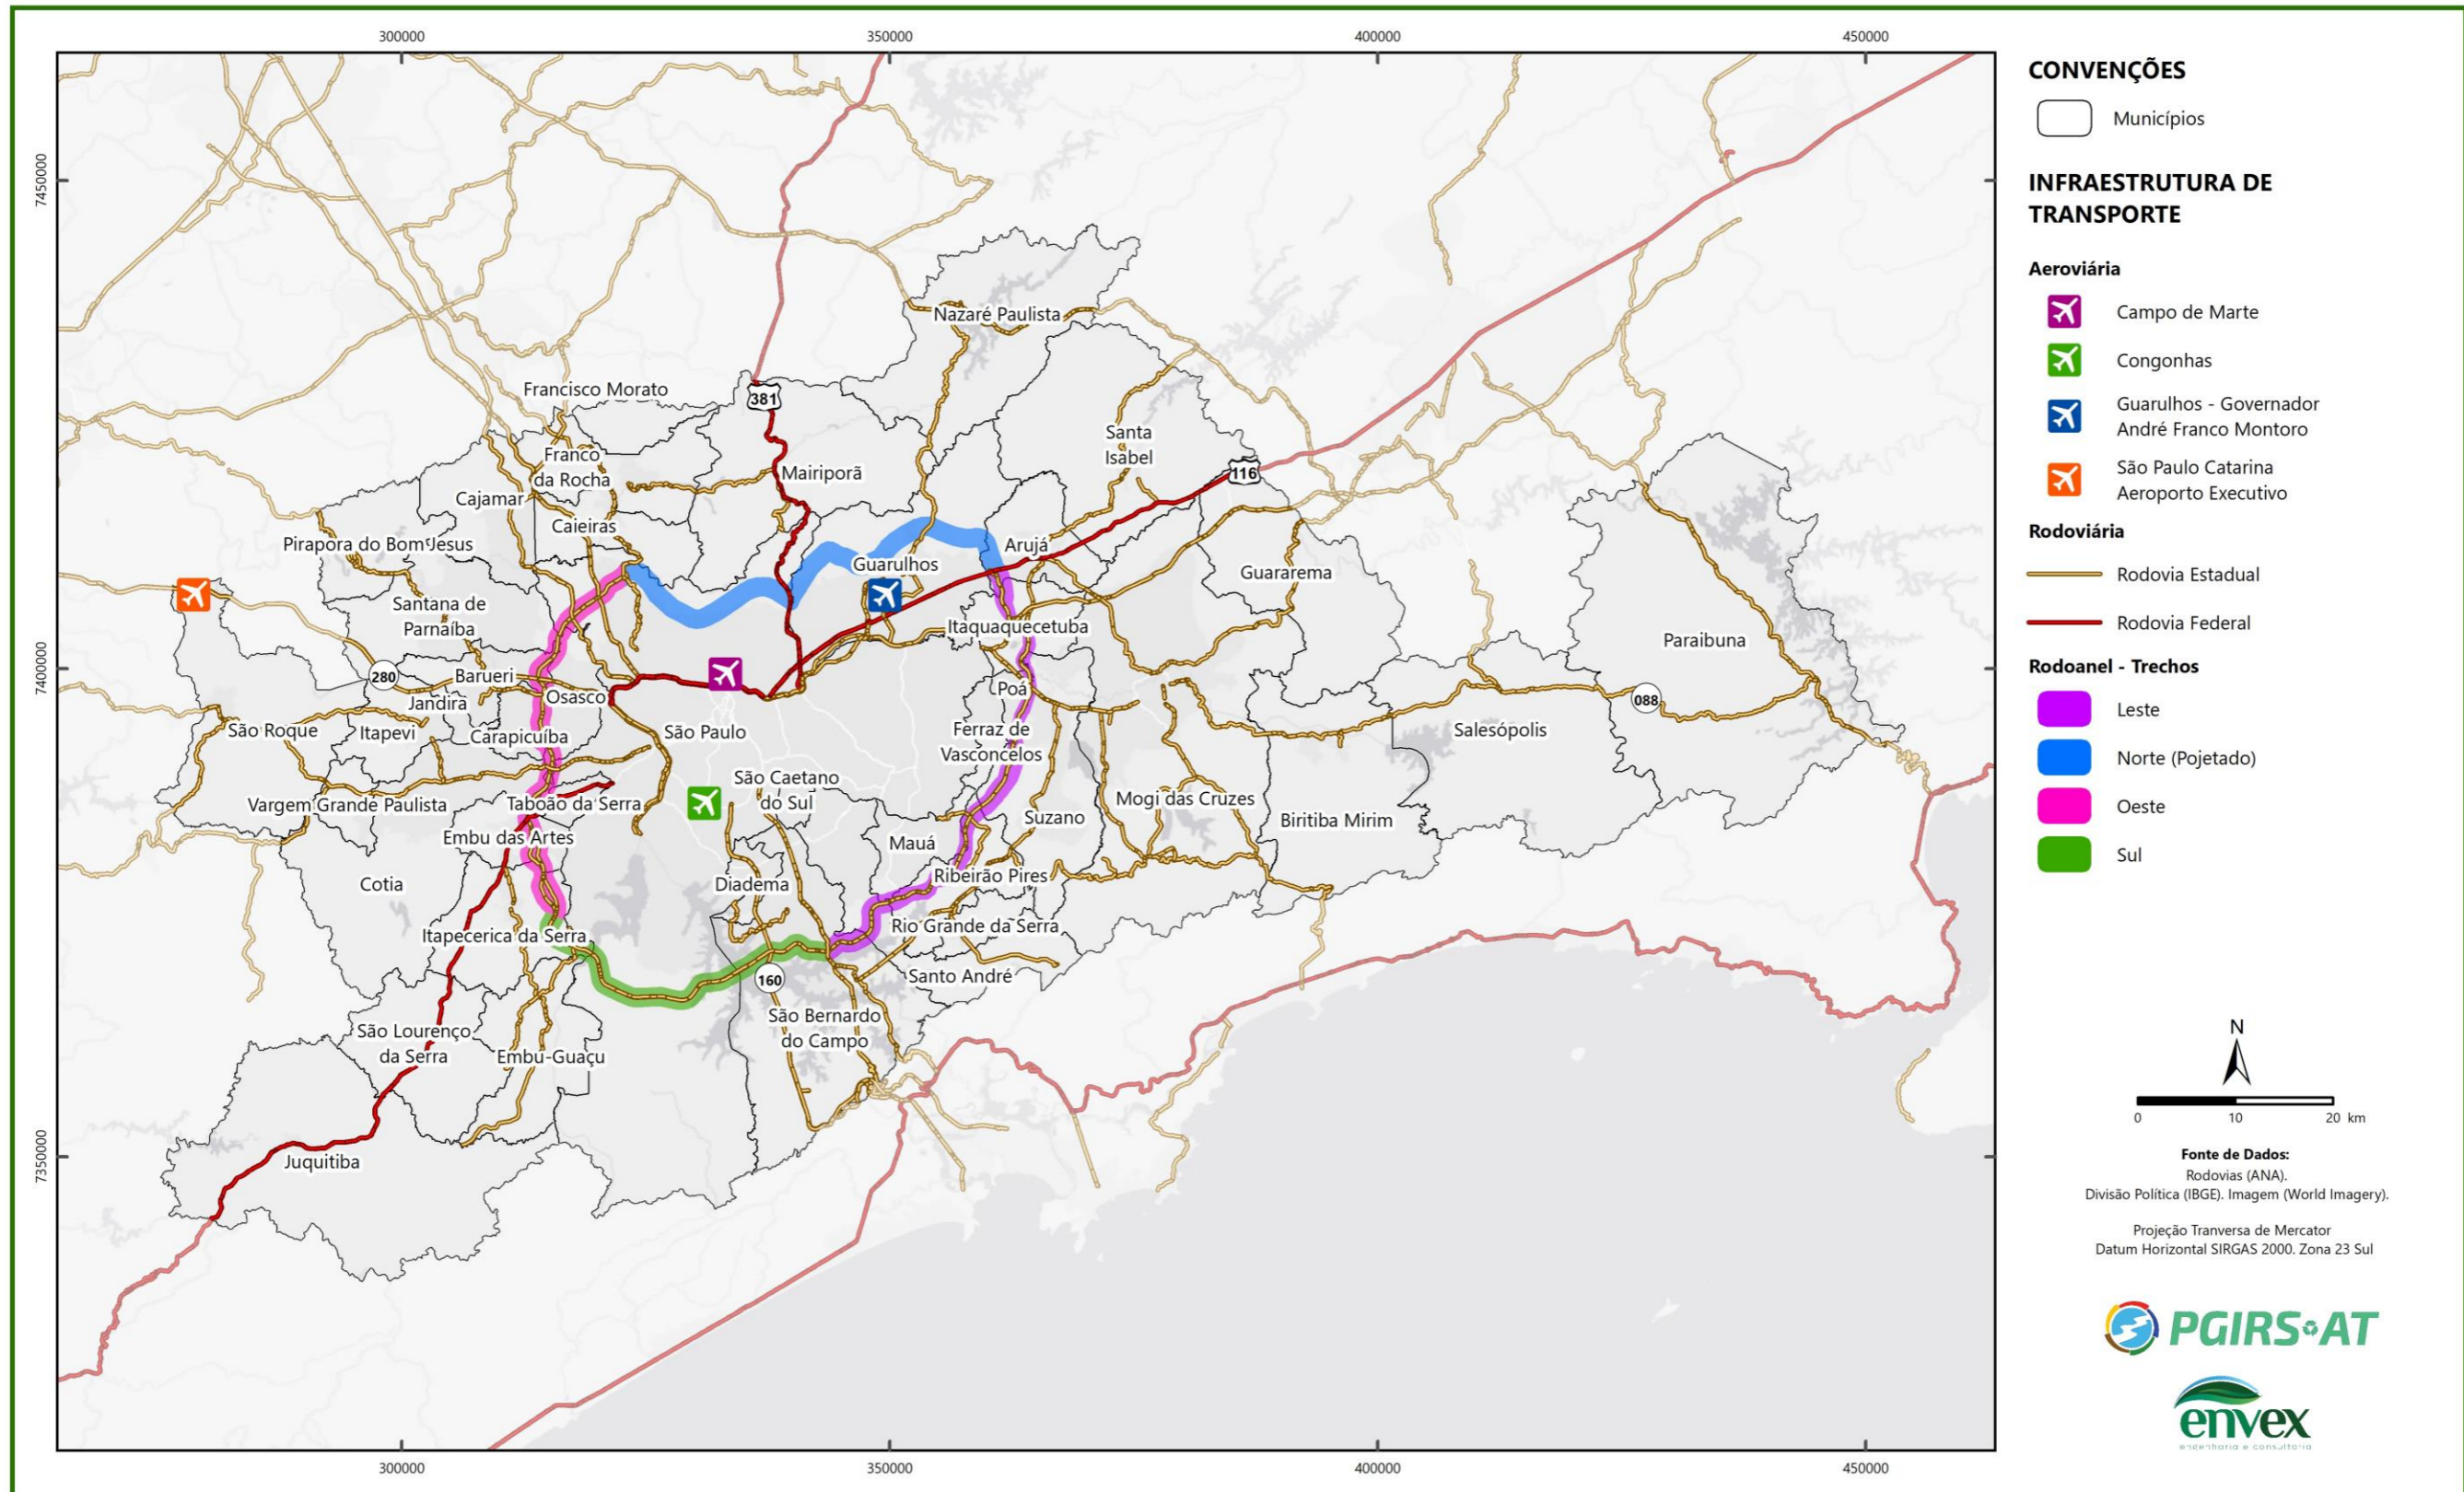 300000
350000
400000
450000
7450000
7400000
7350000
Nazaré Paulista
Francisco Morato
381
Santa
Isabel
Franco
da Rocha
Mairiporã
116
Cajamar
Caieiras
Pirapora do Bom Jesus
Arujá
Guarulhos
Guararema
Santana de
Parnaíba
Itaquaquecetuba
Paraibuna
280
Barueri
Jandira
Osasco
Poá
088
São Roque
Itapevi
Carapicuíba
São Paulo
Ferraz de
Vasconcelos
Salesópolis
São Caetano
do Sul
Vargem Grande Paulista
Taboão da Serra
Mogi das Cruzes
Suzano
Biritiba Mirim
Embu das Artes
Mauá
Cotia
Diadema
Ribeirão Pires
Itapecerica da Serra
Rio Grande da Serra
160
Santo André
São Bernardo
do Campo
São Lourenço
da Serra
Embu-Guaçu
Juquitiba
300000
350000
400000
450000
CONVENÇÕES
Municípios
INFRAESTRUTURA DE
TRANSPORTE
Aeroviária
Campo de Marte
Congonhas
Guarulhos - Governador
André Franco Montoro
São Paulo Catarina
Aeroporto Executivo
Rodoviária
Rodovia Estadual
Rodovia Federal
Rodoanel - Trechos
Leste
Norte (Pojetado)
Oeste
Sul
N
0 10 20 km
Fonte de Dados:
Rodovias (ANA).
Divisão Política (IBGE). Imagem (World Imagery).
Projeção Tranversa de Mercator
Datum Horizontal SIRGAS 2000. Zona 23 Sul
PGIRS AT
envex
engenharia e consultoria